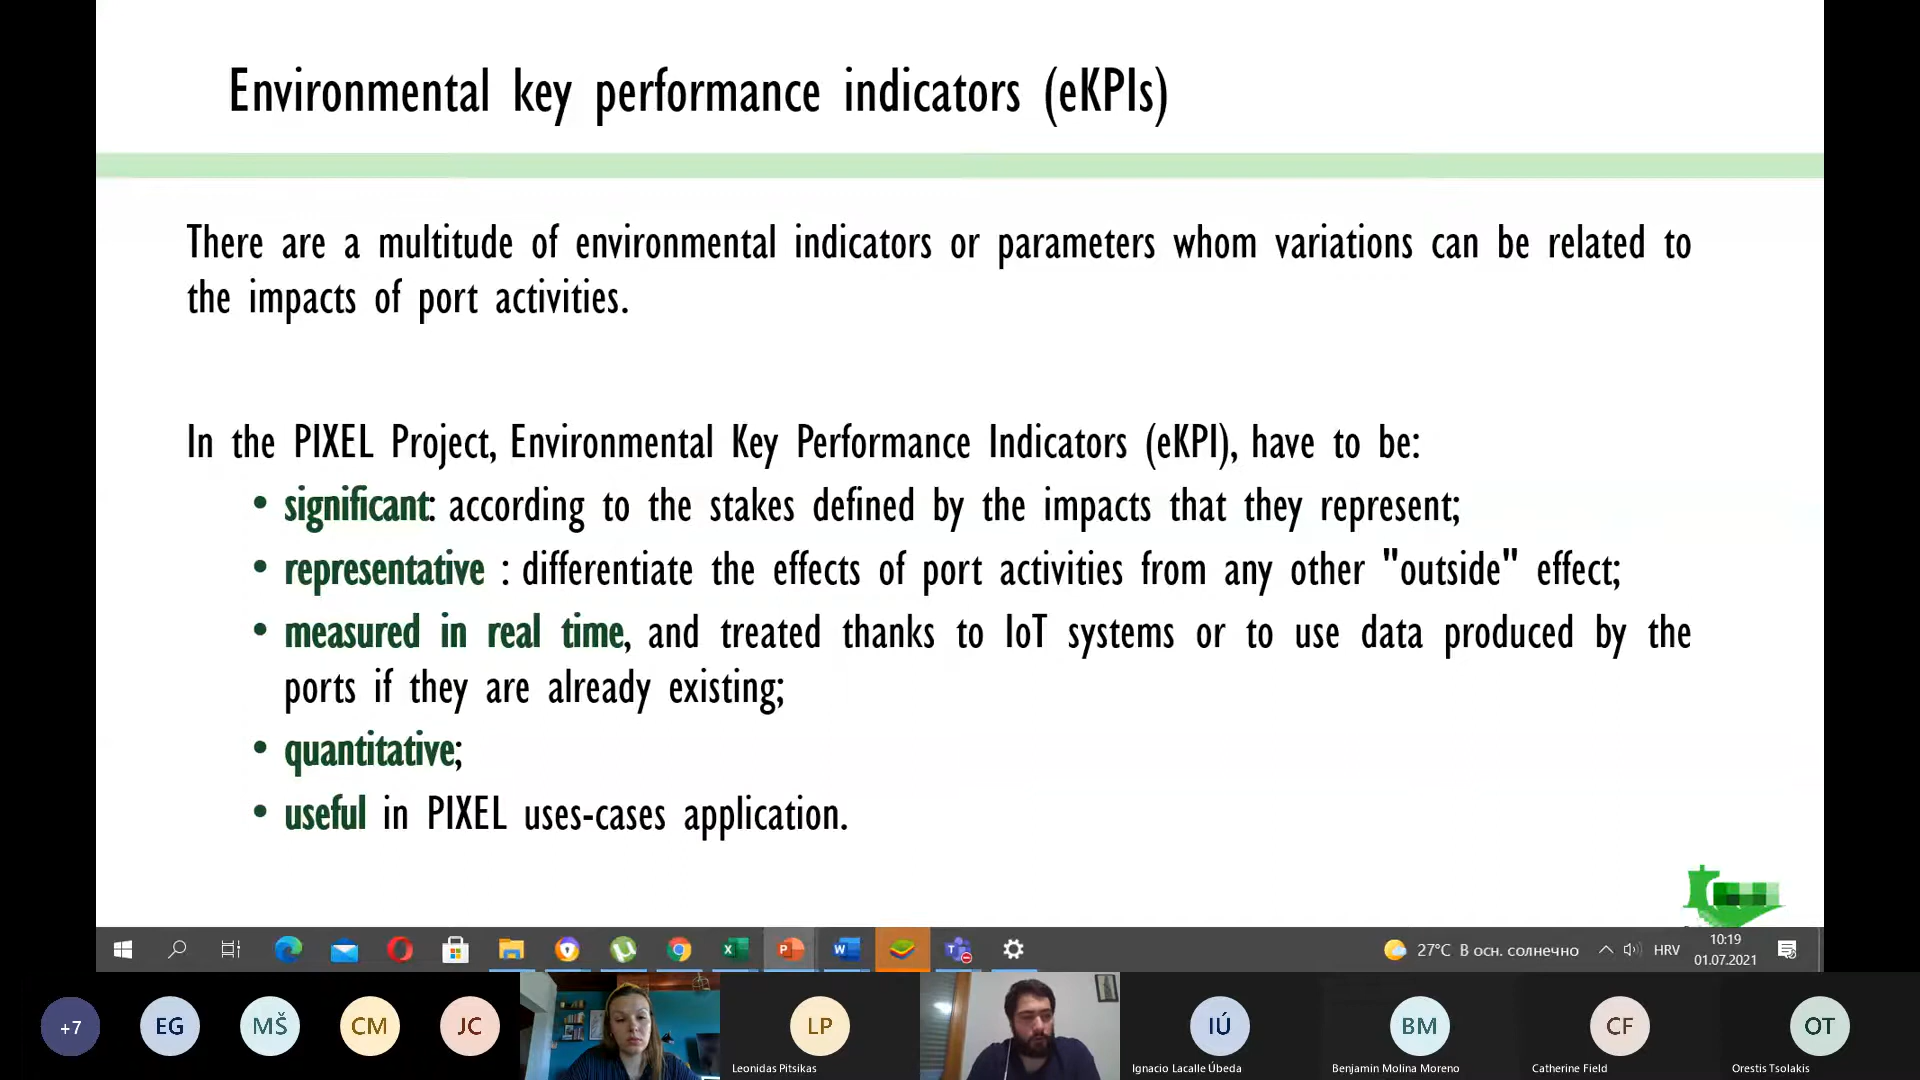 Environmental key performance indicators (eKPIs)
There are a multitude of environmental indicators or parameters whom variations can be related to
the impacts of port activities.
In the PIXEL Project, Environmental Key Performance Indicators (eKPI), have to be:
• significant: according to the stakes defined by the impacts that they represent;
• representative : differentiate the effects of port activities from any other "outside" effect;
• measured in real time, and treated thanks to IoT systems or to use data produced by the
ports if they are already existing;
• quantitative;
• useful in PIXEL uses-cases application.
27°C В осн. солнечно
HRV
10:19
01.07.2021
+7
EG
MŠ
CM
JC
LP
IÚ
BM
CF
OT
Leonidas Pitsikas
Ignacio Lacalle Úbeda
Benjamin Molina Moreno
Catherine Field
Orestis Tsolakis